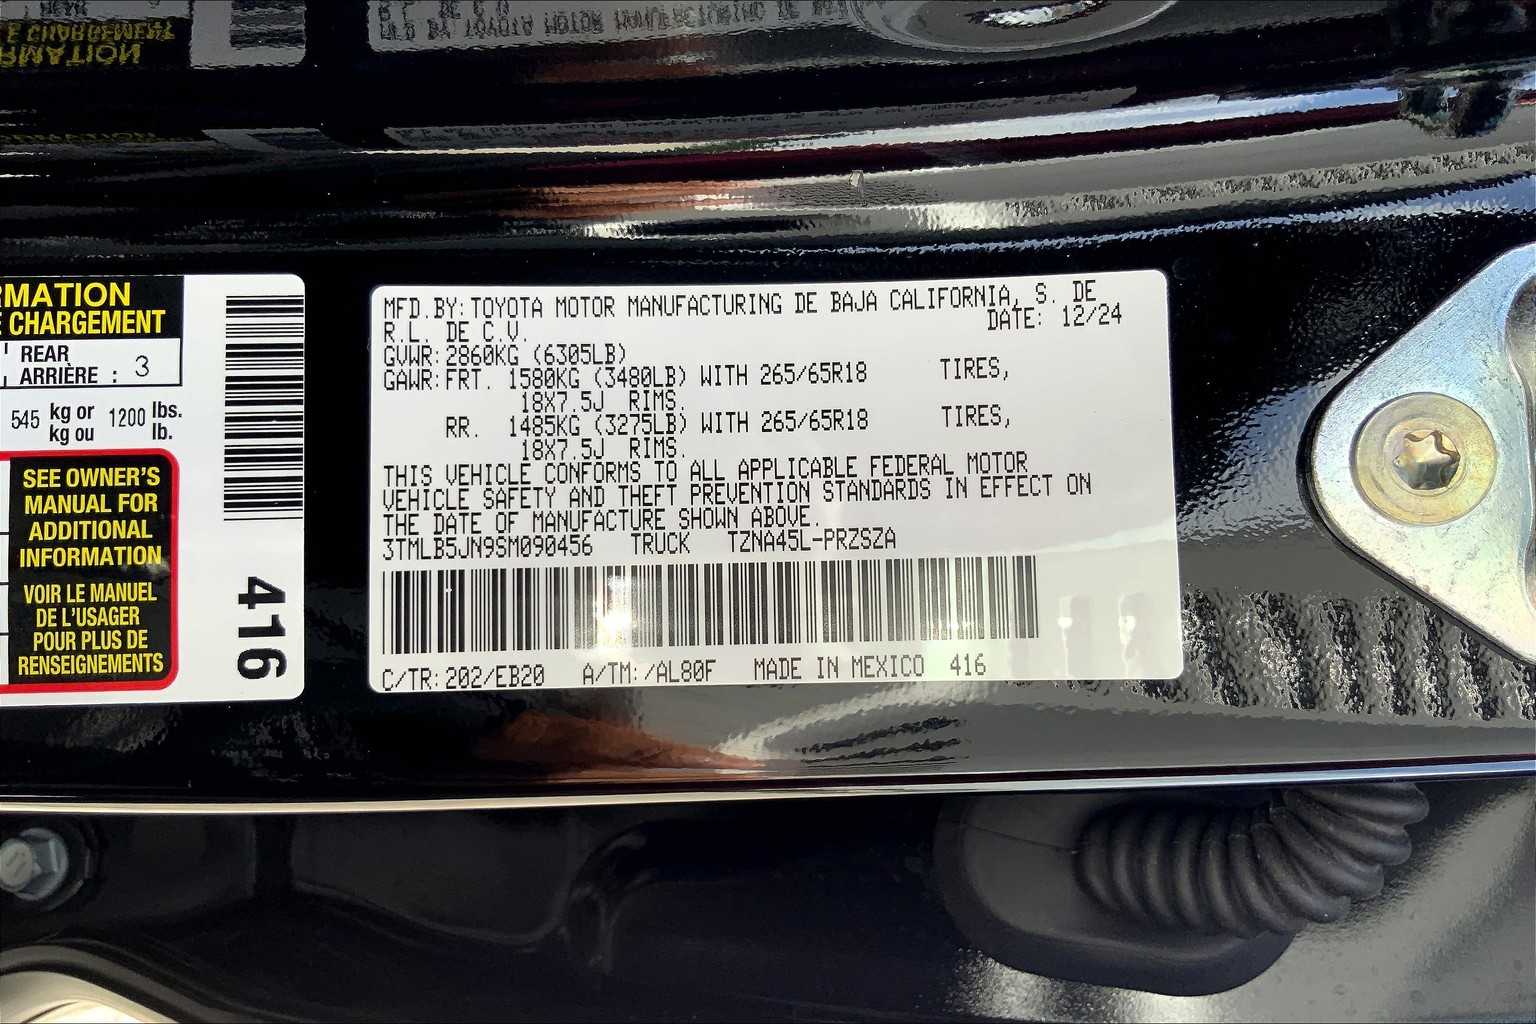 RMATION
E CHARGEMENT
REAR
ARRIÈRE : 3
545 kg or 1200 lbs.
kg ou lb.
SEE OWNER'S
MANUAL FOR
ADDITIONAL
INFORMATION
VOIR LE MANUEL
DE L'USAGER
POUR PLUS DE
RENSEIGNEMENTS
416
MFD.BY: TOYOTA MOTOR MANUFACTURING DE BAJA CALIFORNIA, S. DE
R.L. DE C.V. DATE: 12/24
GVWR: 2860KG (6305LB)
GAWR: FRT. 1580KG (3480LB) WITH 265/65R18 TIRES,
18X7.5J RIMS.
RR. 1485KG (3275LB) WITH 265/65R18 TIRES,
18X7.5J RIMS.
THIS VEHICLE CONFORMS TO ALL APPLICABLE FEDERAL MOTOR
VEHICLE SAFETY AND THEFT PREVENTION STANDARDS IN EFFECT ON
THE DATE OF MANUFACTURE SHOWN ABOVE.
3TMLB5JN9SM090456 TRUCK TZNA45L-PRZSZA
C/TR: 202/EB20 A/TM: /AL80F MADE IN MEXICO 416